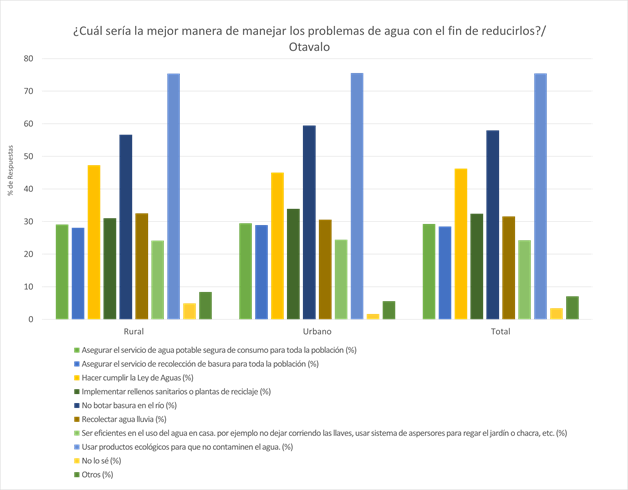 ¿Cuál sería la mejor manera de manejar los problemas de agua con el fin de reducirlos?/
Otavalo
% de Respuestas
80
70
60
50
40
30
20
10
0
Rural
Urbano
Total
Asegurar el servicio de agua potable segura de consumo para toda la población (%)
Asegurar el servicio de recolección de basura para toda la población (%)
Hacer cumplir la Ley de Aguas (%)
Implementar rellenos sanitarios o plantas de reciclaje (%)
No botar basura en el río (%)
Recolectar agua lluvia (%)
Ser eficientes en el uso del agua en casa. por ejemplo no dejar corriendo las llaves, usar sistema de aspersores para regar el jardín o chacra, etc. (%)
Usar productos ecológicos para que no contaminen el agua. (%)
No lo sé (%)
Otros (%)